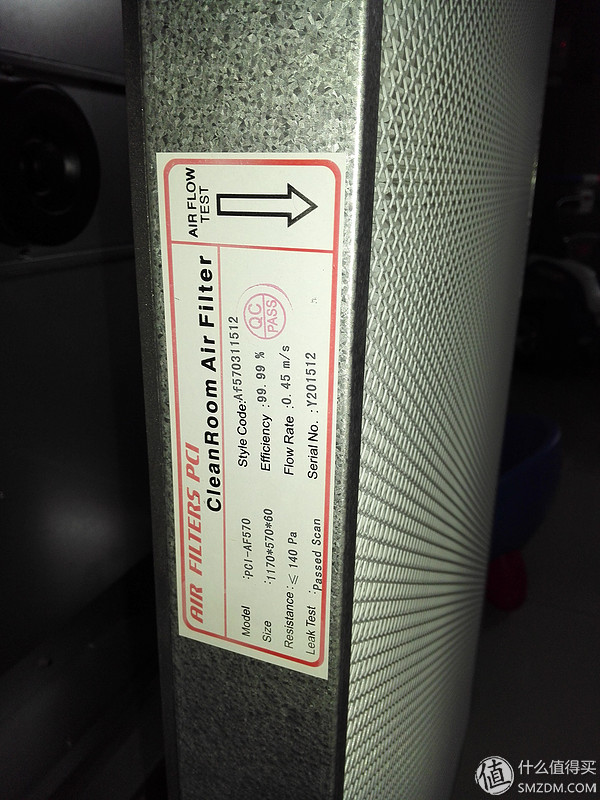 AIR FILTERS PCI
CleanRoom Air Filter
AIR FLOW
TEST
Model :PCI-AF570 Style Code:Af570311512
Size :1170*570*60 Efficiency :99.99 %
Resistance:≤ 140 Pa Flow Rate :0.45 m/s
Leak Test :Passed Scan Serial No. :Y201512
QC
PASS
值 什么值得买
SMZDM.COM